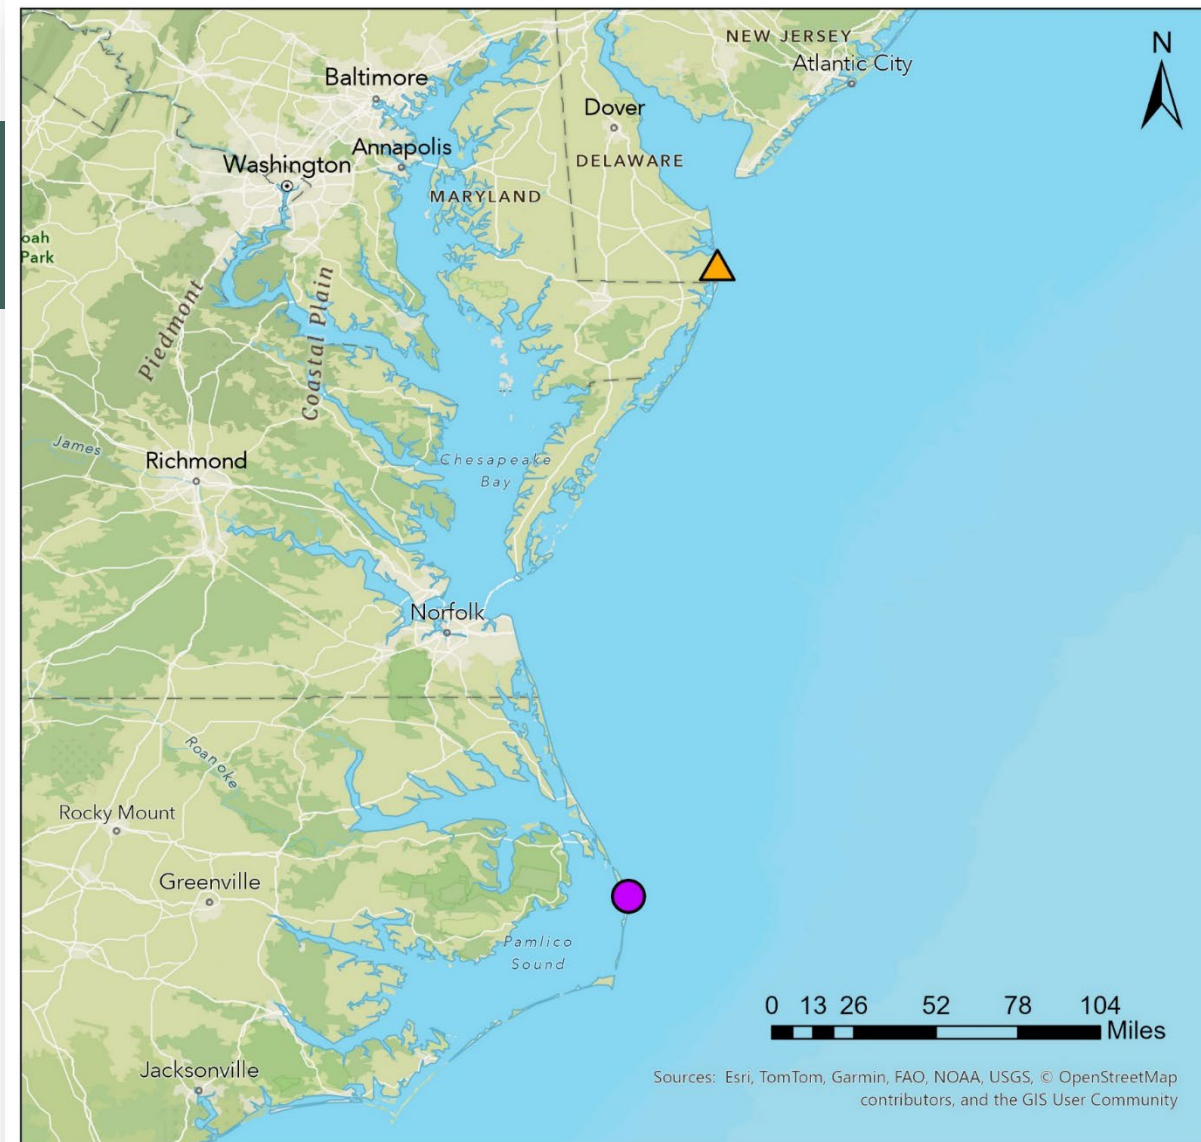 NEW JERSEY
N
Atlantic City
Baltimore
Dover
Annapolis
Washington
DELAWARE
MARYLAND
oah
Park
Piedmont
Coastal Plain
James
Richmond
Chesapeake
Bay
Norfolk
Roanoke
Rocky Mount
Greenville
Pamlico
Sound
0 13 26 52 78 104
Miles
Jacksonville
Sources: Esri, TomTom, Garmin, FAO, NOAA, USGS, © OpenStreetMap
contributors, and the GIS User Community